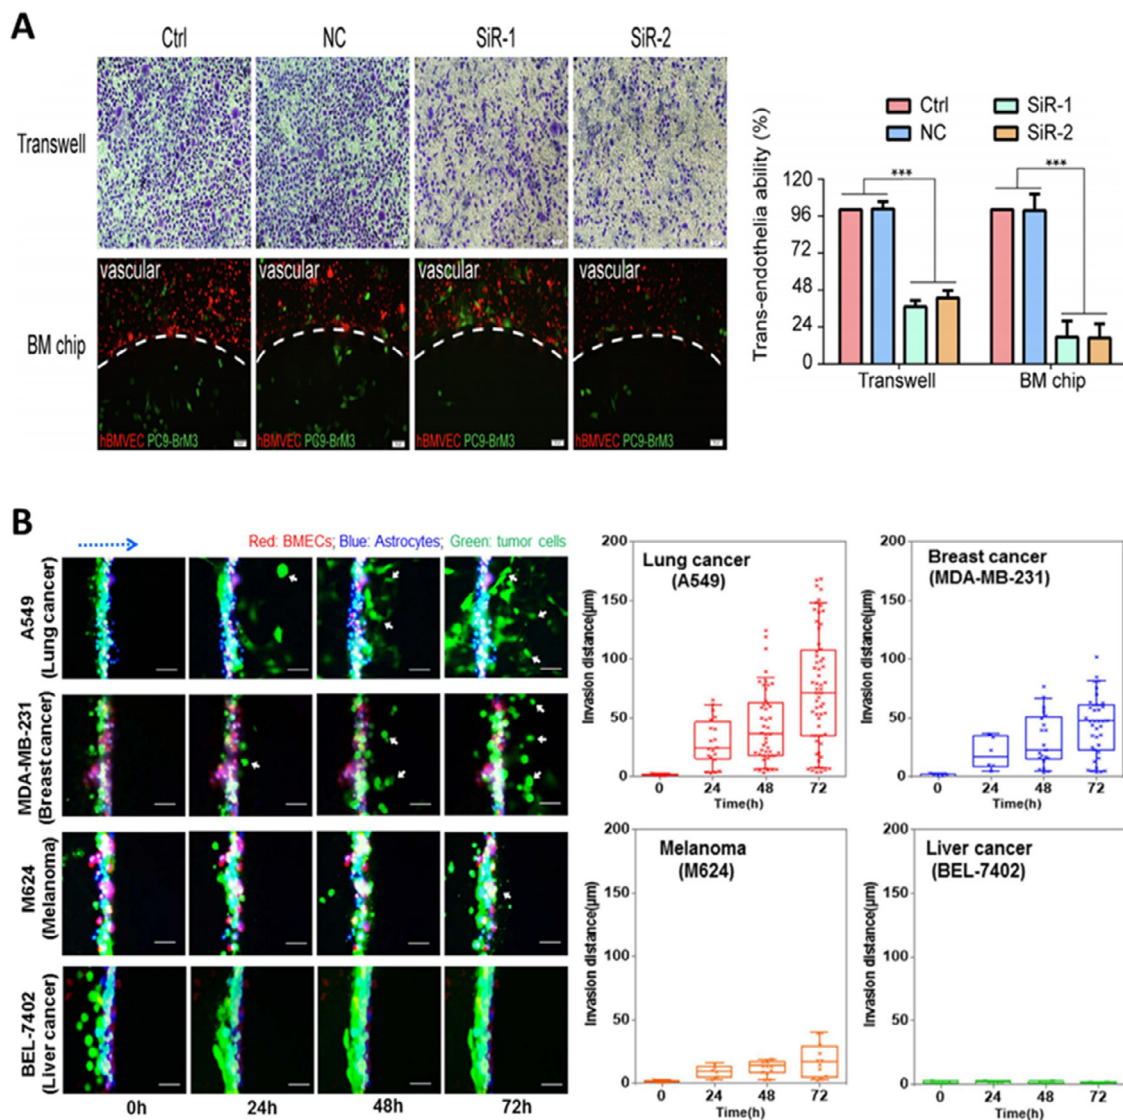 A
Ctrl NC SiR-1 SiR-2
Transwell
BM chip
vascular vascular vascular vascular
hBMVEC PC9-BrM3 hBMVEC PC9-BrM3 hBMVEC PC9-BrM3 hBMVEC PC9-BrM3
Ctrl SiR-1
NC SiR-2
Trans-endothelia ability (%)
120
96
72
48
24
0
*** ***
Transwell BM chip
B
Red: BMECs; Blue: Astrocytes; Green: tumor cells
A549
(Lung cancer)
MDA-MB-231
(Breast cancer)
M624
(Melanoma)
BEL-7402
(Liver cancer)
0h 24h 48h 72h
Lung cancer
(A549)
Invasion distance(μm)
200
150
100
50
0
0 24 48 72
Time(h)
Breast cancer
(MDA-MB-231)
Invasion distance(μm)
200
150
100
50
0
0 24 48 72
Time(h)
Melanoma
(M624)
Invasion distance(μm)
200
150
100
50
0
0 24 48 72
Time(h)
Liver cancer
(BEL-7402)
Invasion distance(μm)
200
150
100
50
0
0 24 48 72
Time(h)